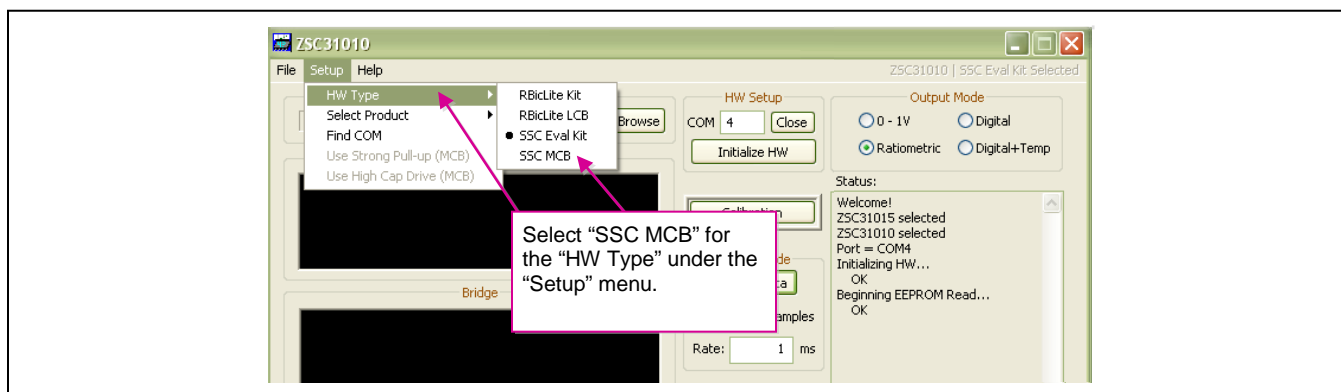 ZSC31010
File Setup Help
ZSC31010 | SSC Eval Kit Selected
HW Type
Select Product
Find COM
Use Strong Pull-up (MCB)
Use High Cap Drive (MCB)
RBicLite Kit
RBicLite LCB
SSC Eval Kit
SSC MCB
Browse
HW Setup
COM 4 Close
Initialize HW
Output Mode
0 - 1V Digital
Ratiometric Digital+Temp
Status:
Welcome!
ZSC31015 selected
ZSC31010 selected
Port = COM4
Initializing HW...
OK
Beginning EEPROM Read...
OK
Select “SSC MCB” for
the “HW Type” under the
“Setup” menu.
Bridge
Rate: 1 ms